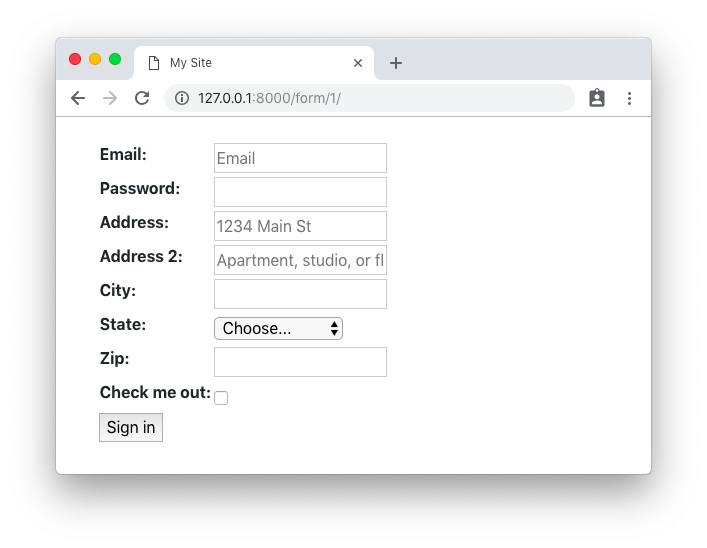 My Site
127.0.0.1:8000/form/1/
Email: Email
Password:
Address: 1234 Main St
Address 2: Apartment, studio, or fl
City:
State: Choose...
Zip:
Check me out:
Sign in